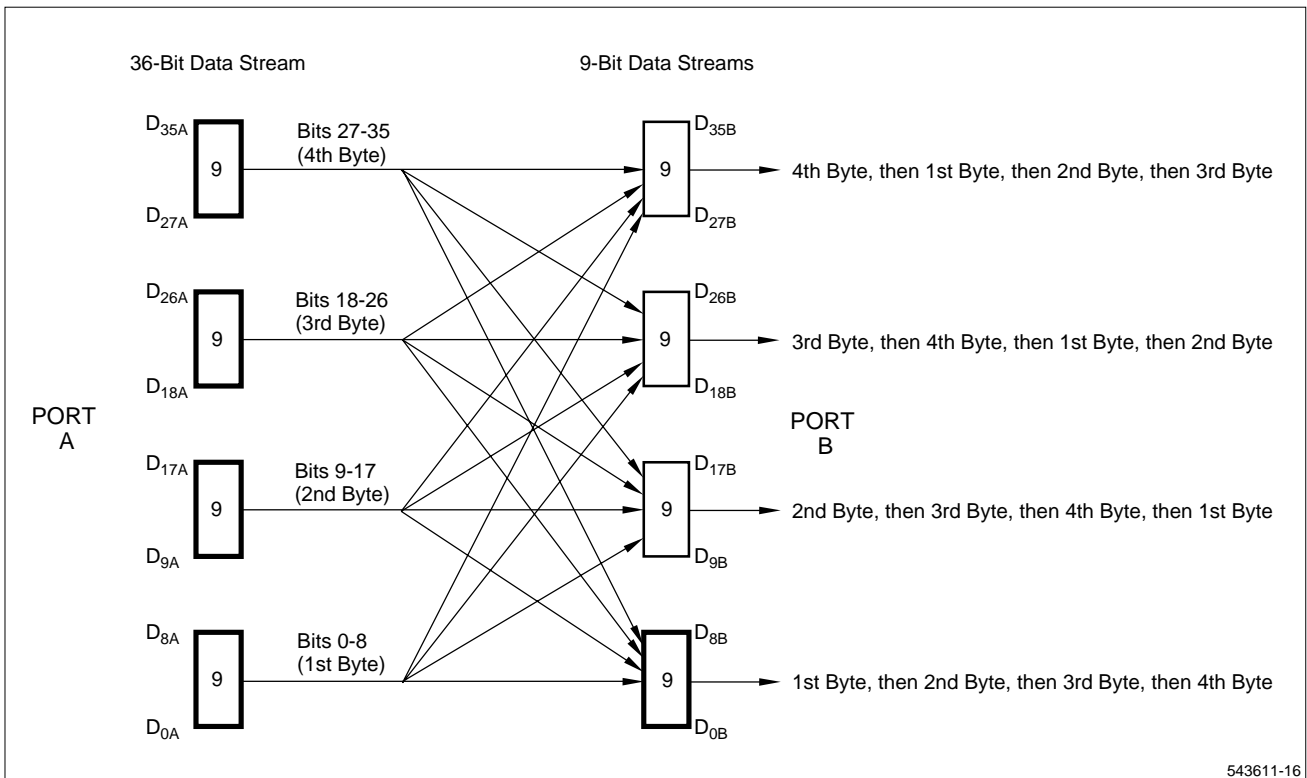 36-Bit Data Stream
9-Bit Data Streams
D35A
9
D27A
Bits 27-35
(4th Byte)
D35B
9
D27B
4th Byte, then 1st Byte, then 2nd Byte, then 3rd Byte
D26A
9
D18A
Bits 18-26
(3rd Byte)
D26B
9
D18B
3rd Byte, then 4th Byte, then 1st Byte, then 2nd Byte
PORT
A
PORT
B
D17A
9
D9A
Bits 9-17
(2nd Byte)
D17B
9
D9B
2nd Byte, then 3rd Byte, then 4th Byte, then 1st Byte
D8A
9
D0A
Bits 0-8
(1st Byte)
D8B
9
D0B
1st Byte, then 2nd Byte, then 3rd Byte, then 4th Byte
543611-16